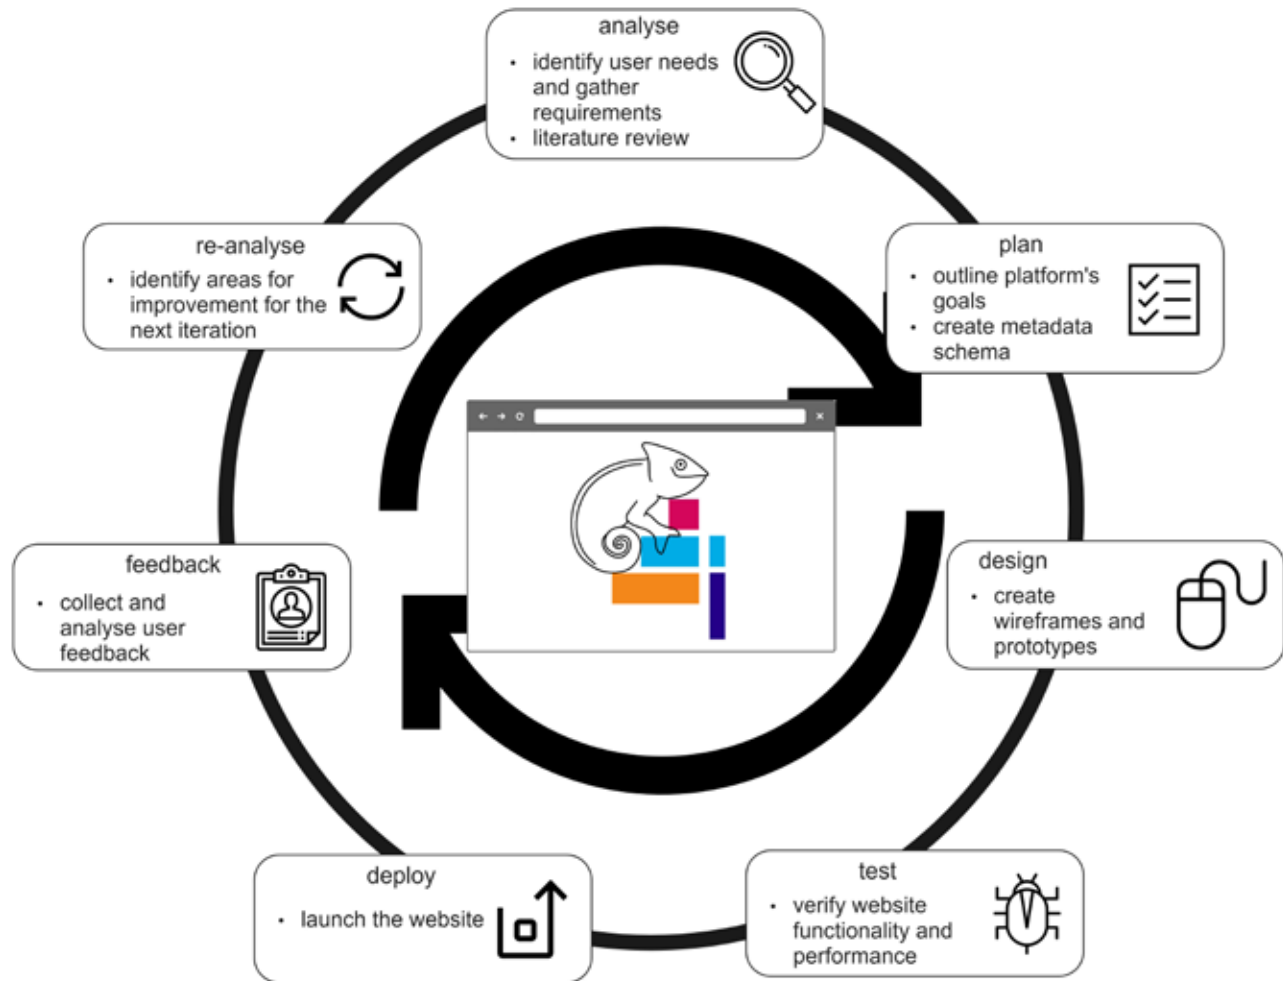 analyse
• identify user needs
and gather
requirements
• literature review
plan
• outline platform's
goals
• create metadata
schema
design
• create
wireframes and
prototypes
test
• verify website
functionality and
performance
deploy
• launch the website
feedback
• collect and
analyse user
feedback
re-analyse
• identify areas for
improvement for the
next iteration